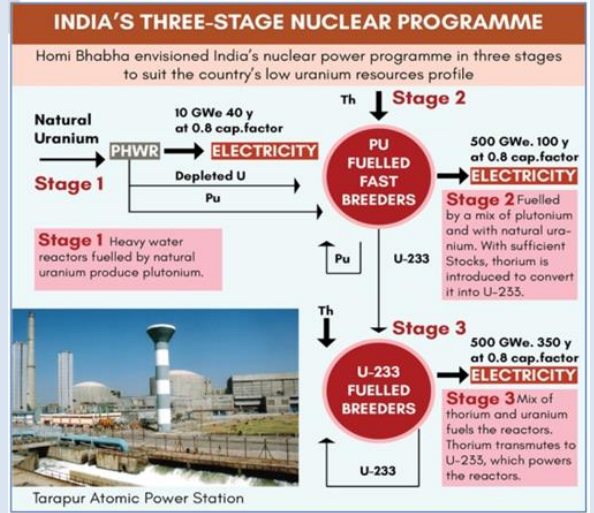 INDIA'S THREE-STAGE NUCLEAR PROGRAMME
Homi Bhabha envisioned India's nuclear power programme in three stages
to suit the country's low uranium resources profile
Natural
Uranium
Stage 1
PHWR
10 GWe 40 y
at 0.8 cap.factor
ELECTRICITY
Depleted U
Pu
Th
Stage 2
PU
FUELLED
FAST
BREEDERS
500 GWe. 100 y
at 0.8 cap.factor
ELECTRICITY
Stage 2 Fuelled
by a mix of plutonium
and with natural ura-
nium. With sufficient
Stocks, thorium is
introduced to convert
it into U-233.
Stage 1 Heavy water
reactors fuelled by natural
uranium produce plutonium.
Pu
U-233
Th
Stage 3
U-233
FUELLED
BREEDERS
500 GWe. 350 y
at 0.8 cap.factor
ELECTRICITY
Stage 3 Mix of
thorium and uranium
fuels the reactors.
Thorium transmutes to
U-233, which powers
the reactors.
U-233
Tarapur Atomic Power Station